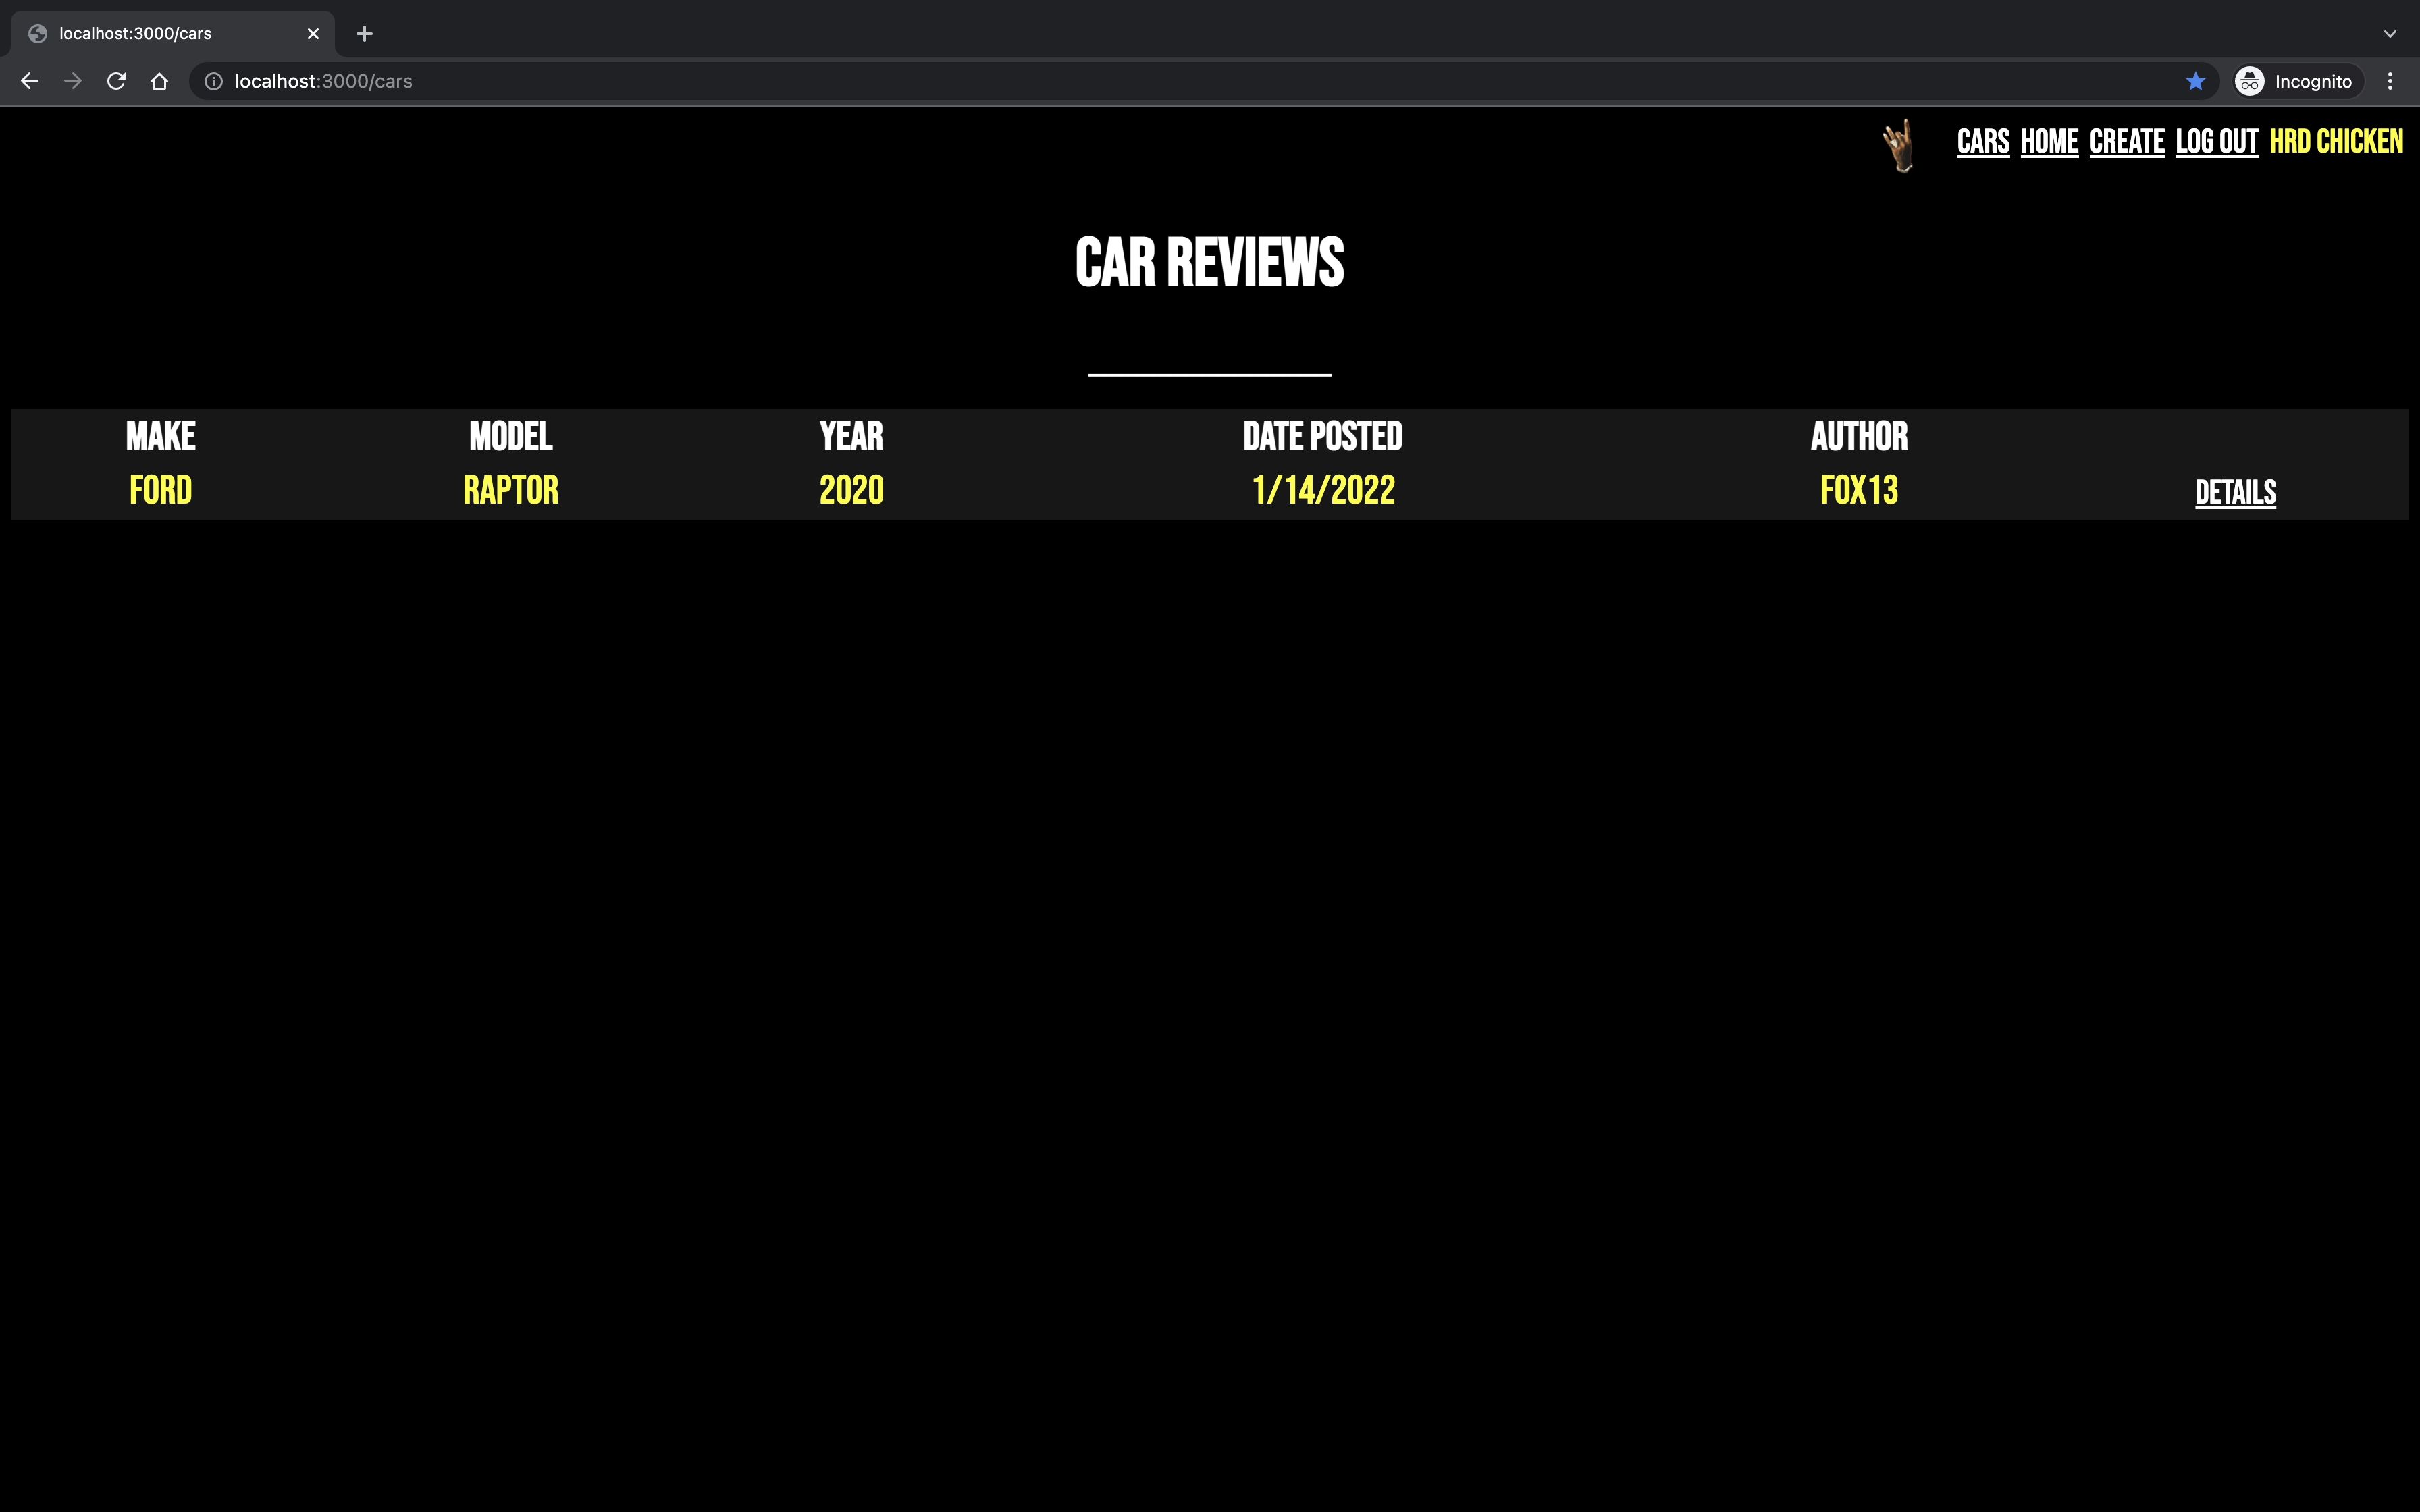 localhost:3000/cars
localhost:3000/cars
Incognito
CARS HOME CREATE LOG OUT HRD CHICKEN
CAR REVIEWS
MAKE MODEL YEAR DATE POSTED AUTHOR
FORD RAPTOR 2020 1/14/2022 FOX13 DETAILS